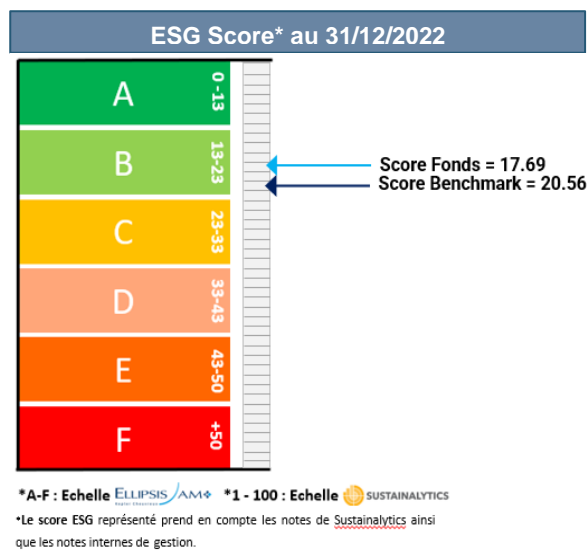 ESG Score* au 31/12/2022
A 0 -13
B 13-23
Score Fonds = 17.69
Score Benchmark = 20.56
C 23-33
D 33-43
E 43-50
F +50
*A-F : Echelle ELLIPSIS AM *1 - 100 : Echelle SUSTAINALYTICS
*Le score ESG représenté prend en compte les notes de Sustainalytics ainsi
que les notes internes de gestion.